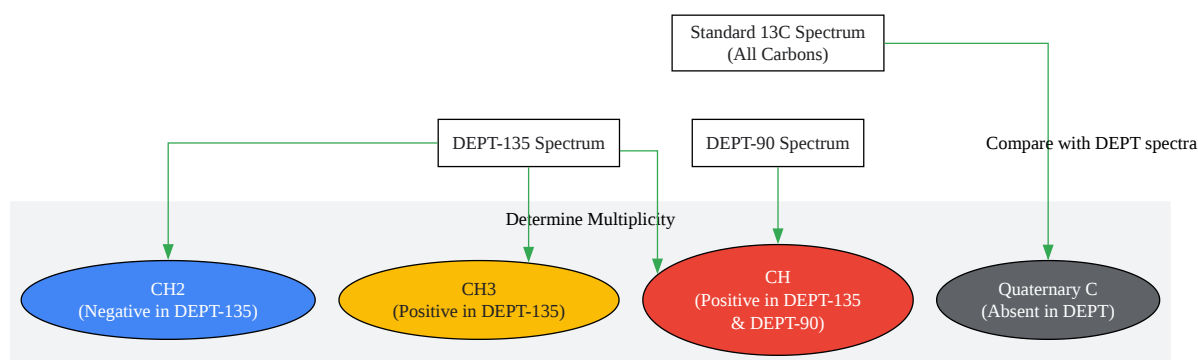 Standard 13C Spectrum
(All Carbons)
DEPT-135 Spectrum
DEPT-90 Spectrum
Compare with DEPT spectra
Determine Multiplicity
CH2
(Negative in DEPT-135)
CH3
(Positive in DEPT-135)
CH
(Positive in DEPT-135
& DEPT-90)
Quaternary C
(Absent in DEPT)